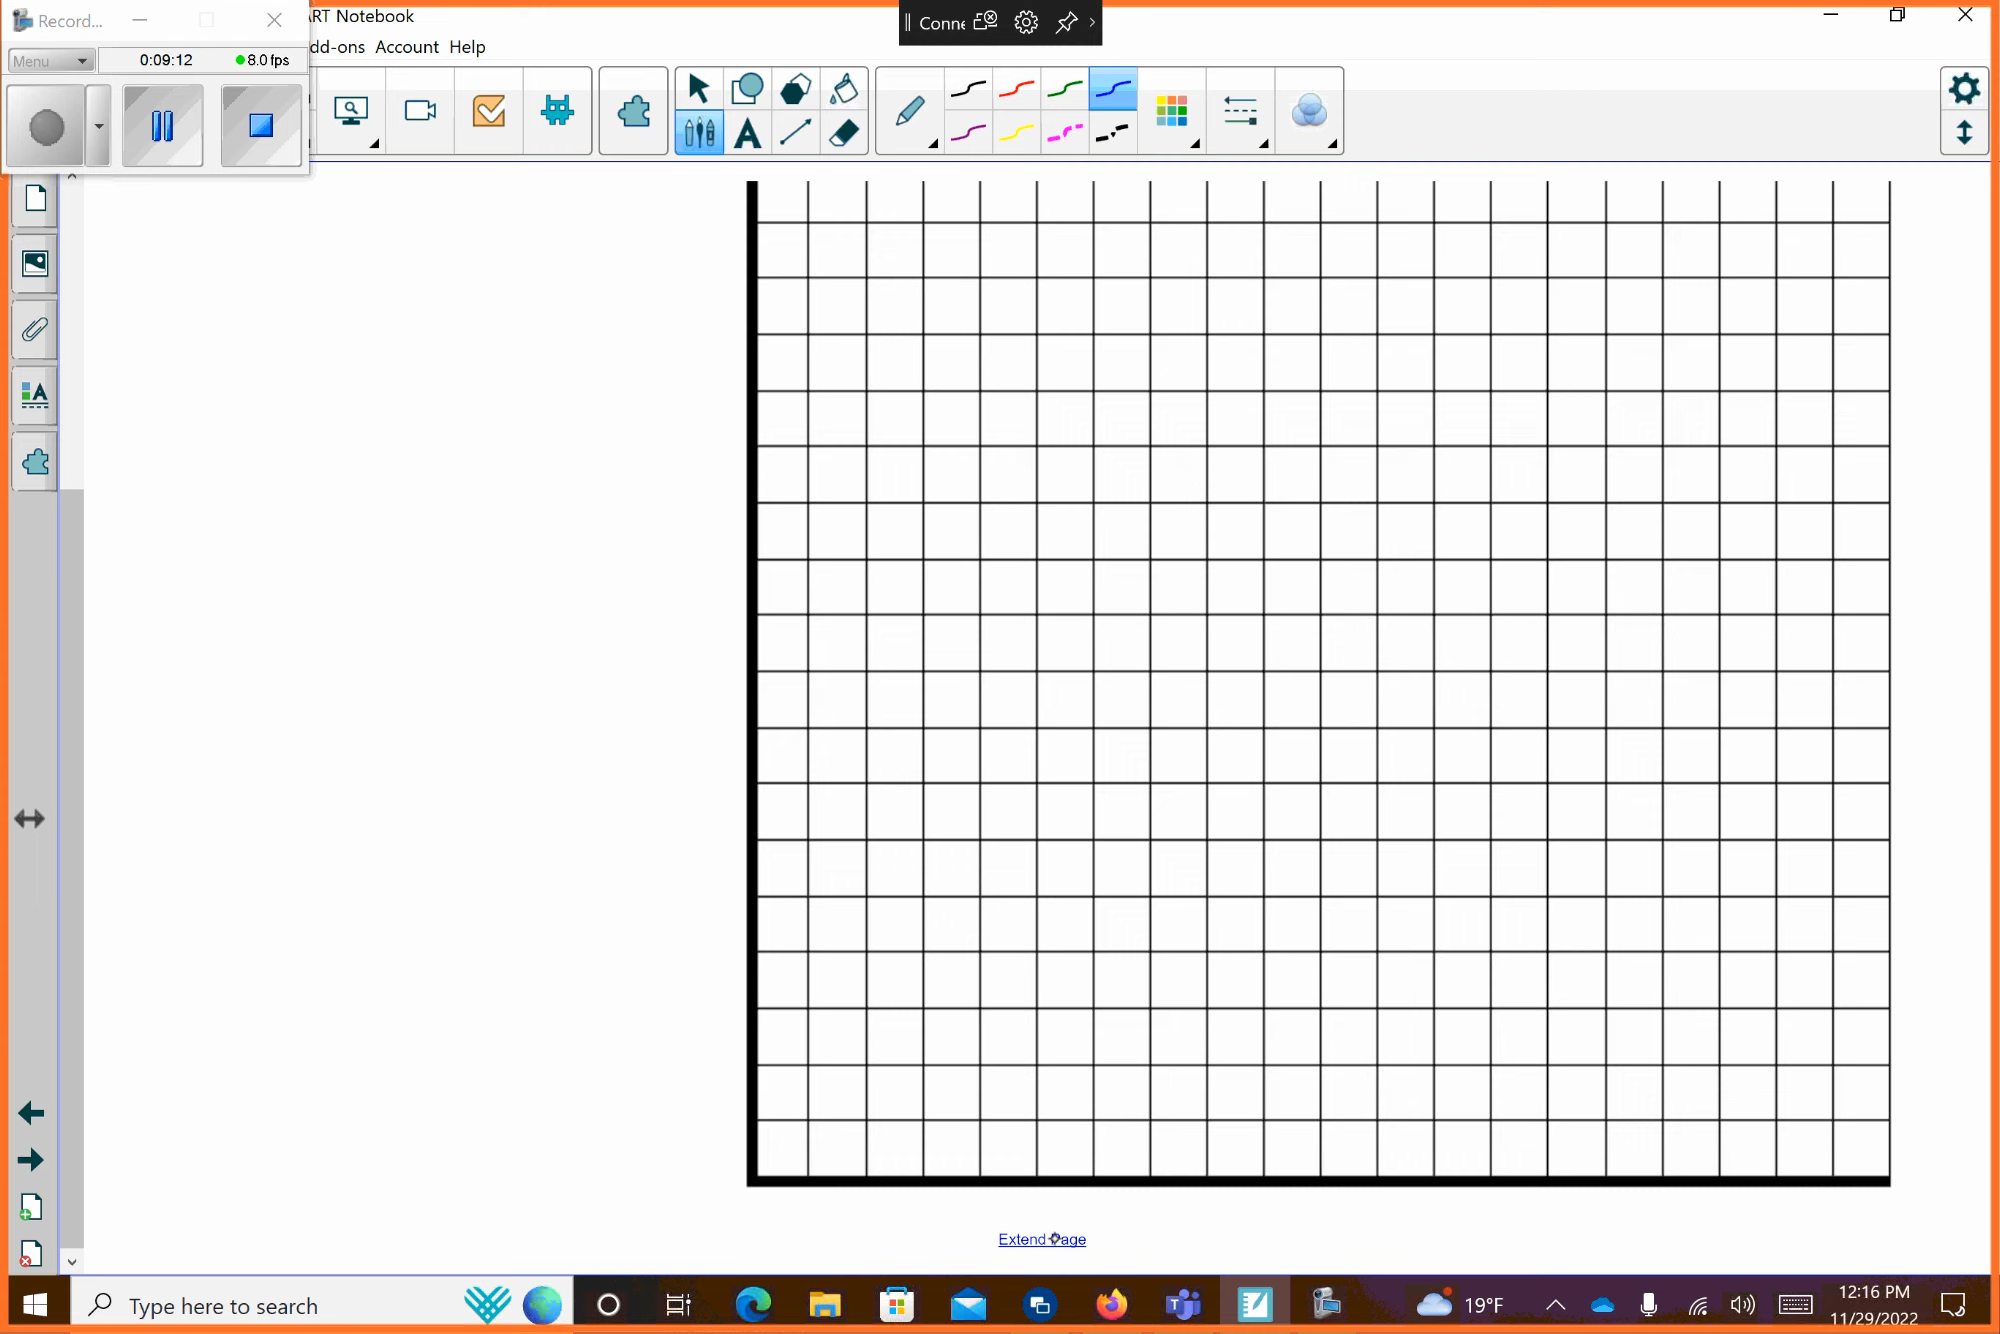 Record...
ART Notebook
Conne
dd-ons Account Help
Menu
0:09:12
8.0 fps
Extend Page
Type here to search
19°F
12:16 PM
11/29/2022